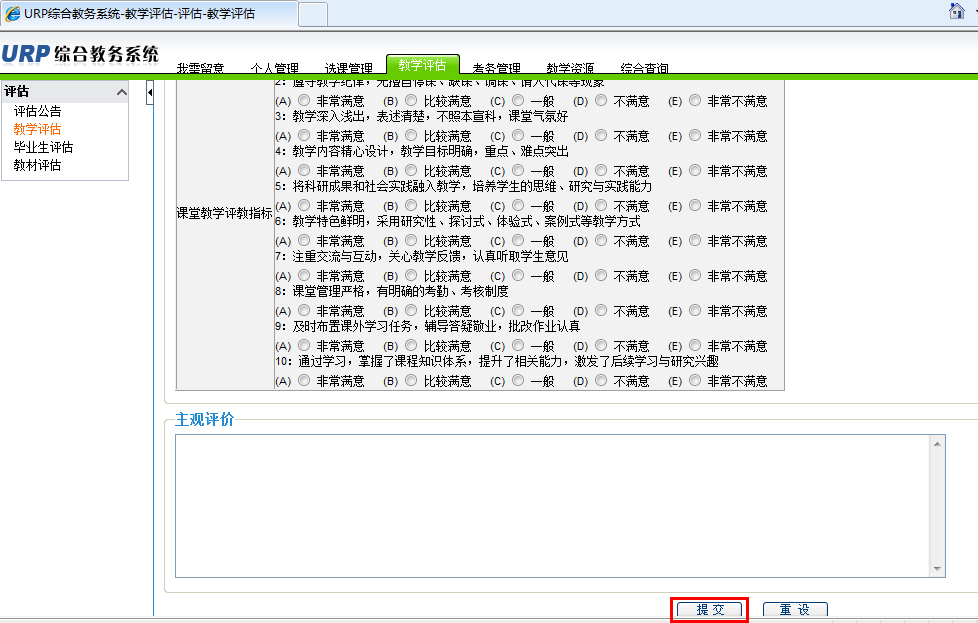 URP综合教务系统-教学评估-评估-教学评估
URP 综合教务系统
我需留意 个人管理 选课管理 教学评估 考务管理 教学资源 综合查询
评估
评估公告
教学评估
毕业生评估
教材评估
课堂教学评教指标
2: 遵守教学纪律，无擅自停课、缺课、调课、请人代课等现象
(A) 非常满意 (B) 比较满意 (C) 一般 (D) 不满意 (E) 非常不满意
3: 教学深入浅出，表述清楚，不照本宣科，课堂气氛好
(A) 非常满意 (B) 比较满意 (C) 一般 (D) 不满意 (E) 非常不满意
4: 教学内容精心设计，教学目标明确，重点、难点突出
(A) 非常满意 (B) 比较满意 (C) 一般 (D) 不满意 (E) 非常不满意
5: 将科研成果和社会实践融入教学，培养学生的思维、研究与实践能力
(A) 非常满意 (B) 比较满意 (C) 一般 (D) 不满意 (E) 非常不满意
6: 教学特色鲜明，采用研究性、探讨式、体验式、案例式等教学方式
(A) 非常满意 (B) 比较满意 (C) 一般 (D) 不满意 (E) 非常不满意
7: 注重交流与互动，关心教学反馈，认真听取学生意见
(A) 非常满意 (B) 比较满意 (C) 一般 (D) 不满意 (E) 非常不满意
8: 课堂管理严格，有明确的考勤、考核制度
(A) 非常满意 (B) 比较满意 (C) 一般 (D) 不满意 (E) 非常不满意
9: 及时布置课外学习任务，辅导答疑敬业，批改作业认真
(A) 非常满意 (B) 比较满意 (C) 一般 (D) 不满意 (E) 非常不满意
10: 通过学习，掌握了课程知识体系，提升了相关能力，激发了后续学习与研究兴趣
(A) 非常满意 (B) 比较满意 (C) 一般 (D) 不满意 (E) 非常不满意
主观评价
提 交 重 设